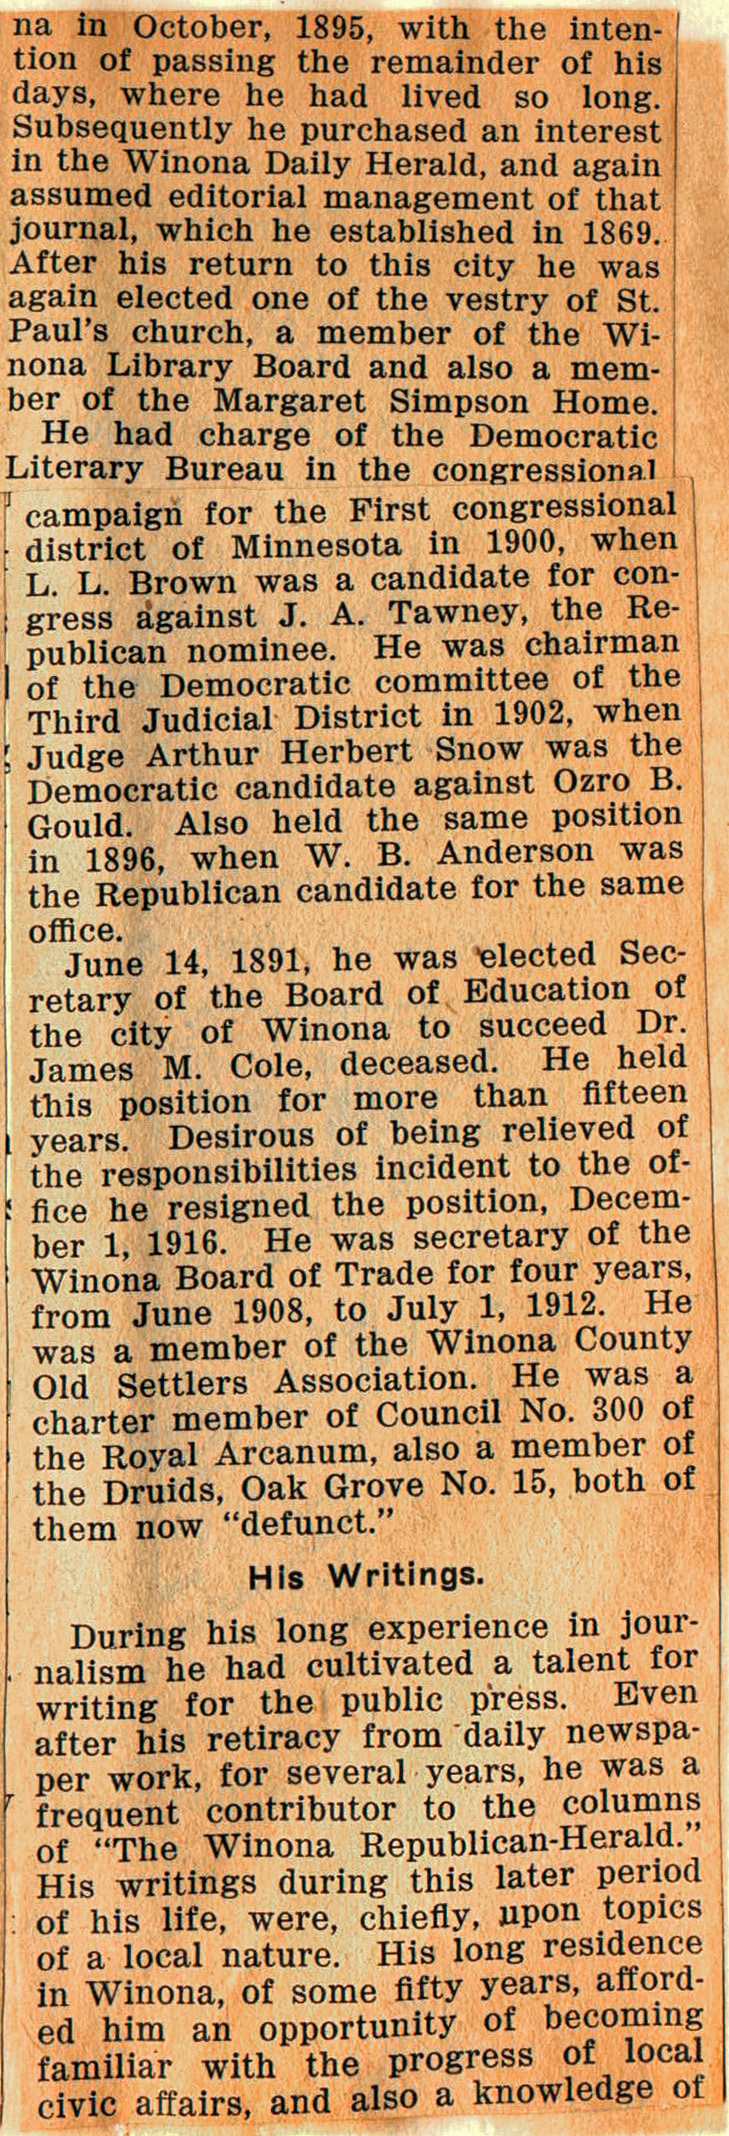 na in October, 1895, with the inten-
tion of passing the remainder of his
days, where he had lived so long.
Subsequently he purchased an interest
in the Winona Daily Herald, and again
assumed editorial management of that
journal, which he established in 1869.
After his return to this city he was
again elected one of the vestry of St.
Paul's church, a member of the Wi-
nona Library Board and also a mem-
ber of the Margaret Simpson Home.
He had charge of the Democratic
Literary Bureau in the congressional
campaign for the First congressional
district of Minnesota in 1900, when
L. L. Brown was a candidate for con-
gress against J. A. Tawney, the Re-
publican nominee. He was chairman
of the Democratic committee of the
Third Judicial District in 1902, when
Judge Arthur Herbert Snow was the
Democratic candidate against Ozro B.
Gould. Also held the same position
in 1896, when W. B. Anderson was
the Republican candidate for the same
office.
June 14, 1891, he was elected Sec-
retary of the Board of Education of
the city of Winona to succeed Dr.
James M. Cole, deceased. He held
this position for more than fifteen
years. Desirous of being relieved of
the responsibilities incident to the of-
fice he resigned the position, Decem-
ber 1, 1916. He was secretary of the
Winona Board of Trade for four years,
from June 1908, to July 1, 1912. He
was a member of the Winona County
Old Settlers Association. He was a
charter member of Council No. 300 of
the Royal Arcanum, also a member of
the Druids, Oak Grove No. 15, both of
them now "defunct."
His Writings.
During his long experience in jour-
nalism he had cultivated a talent for
writing for the public press. Even
after his retiracy from daily newspa-
per work, for several years, he was a
frequent contributor to the columns
of "The Winona Republican-Herald."
His writings during this later period
of his life, were, chiefly, upon topics
of a local nature. His long residence
in Winona, of some fifty years, afford-
ed him an opportunity of becoming
familiar with the progress of local
civic affairs, and also a knowledge of